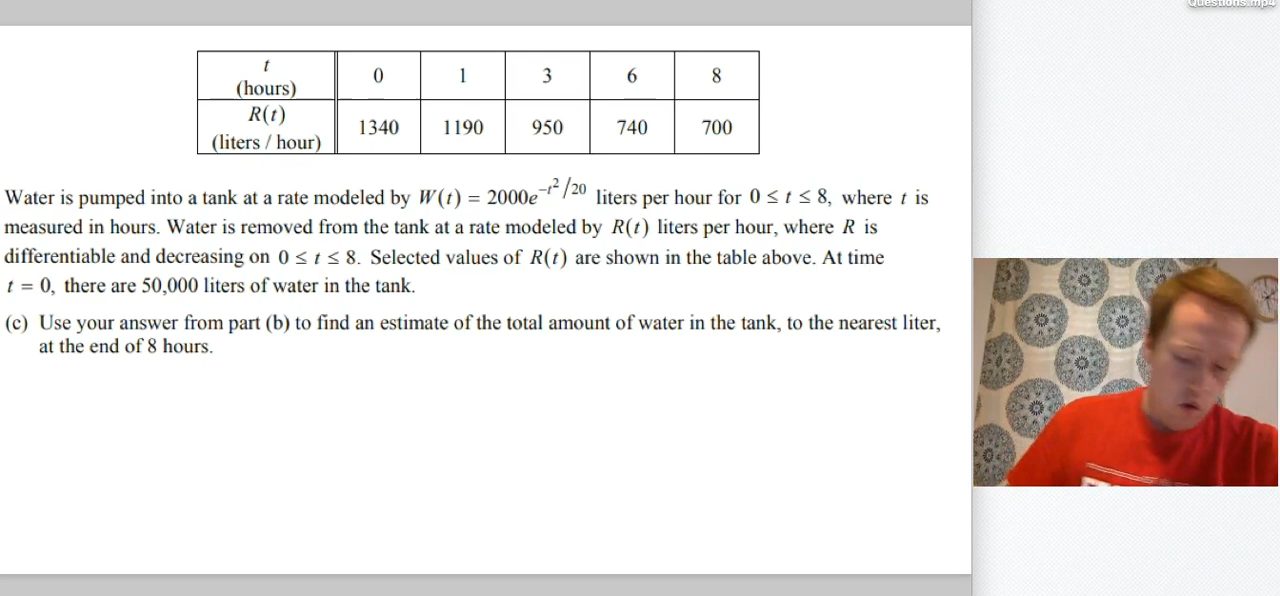 Questions.mp4
t (hours) 0 1 3 6 8
R(t) (liters / hour) 1340 1190 950 740 700
Water is pumped into a tank at a rate modeled by W(t) = 2000e^{-t²/20} liters per hour for 0 ≤ t ≤ 8, where t is
measured in hours. Water is removed from the tank at a rate modeled by R(t) liters per hour, where R is
differentiable and decreasing on 0 ≤ t ≤ 8. Selected values of R(t) are shown in the table above. At time
t = 0, there are 50,000 liters of water in the tank.
(c) Use your answer from part (b) to find an estimate of the total amount of water in the tank, to the nearest liter,
at the end of 8 hours.